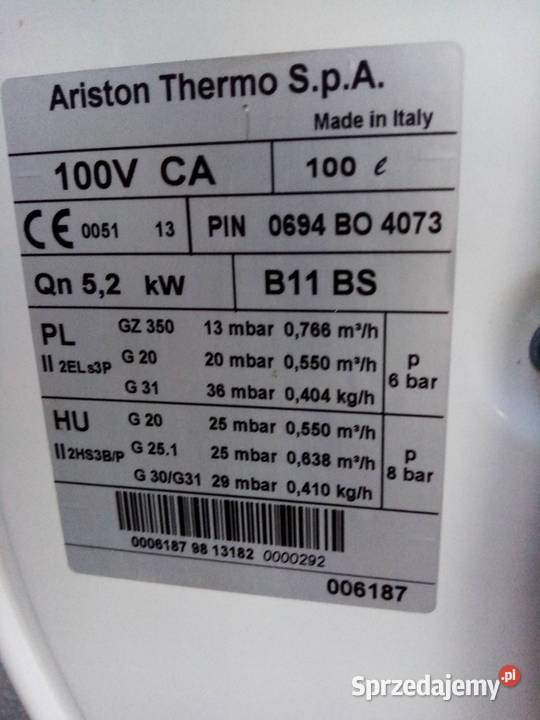 Ariston Thermo S.p.A.
Made in Italy
100V CA 100 ℓ
CE 0051 13 PIN 0694 BO 4073
Qn 5,2 kW B11 BS
PL GZ 350 13 mbar 0,766 m³/h
II 2ELs3P G 20 20 mbar 0,550 m³/h p
G 31 36 mbar 0,404 kg/h 6 bar
HU G 20 25 mbar 0,550 m³/h
II2HS3B/P G 25.1 25 mbar 0,638 m³/h p
G 30/G31 29 mbar 0,410 kg/h 8 bar
0006187 98 13182 0000292
006187
Sprzedajemy.pl